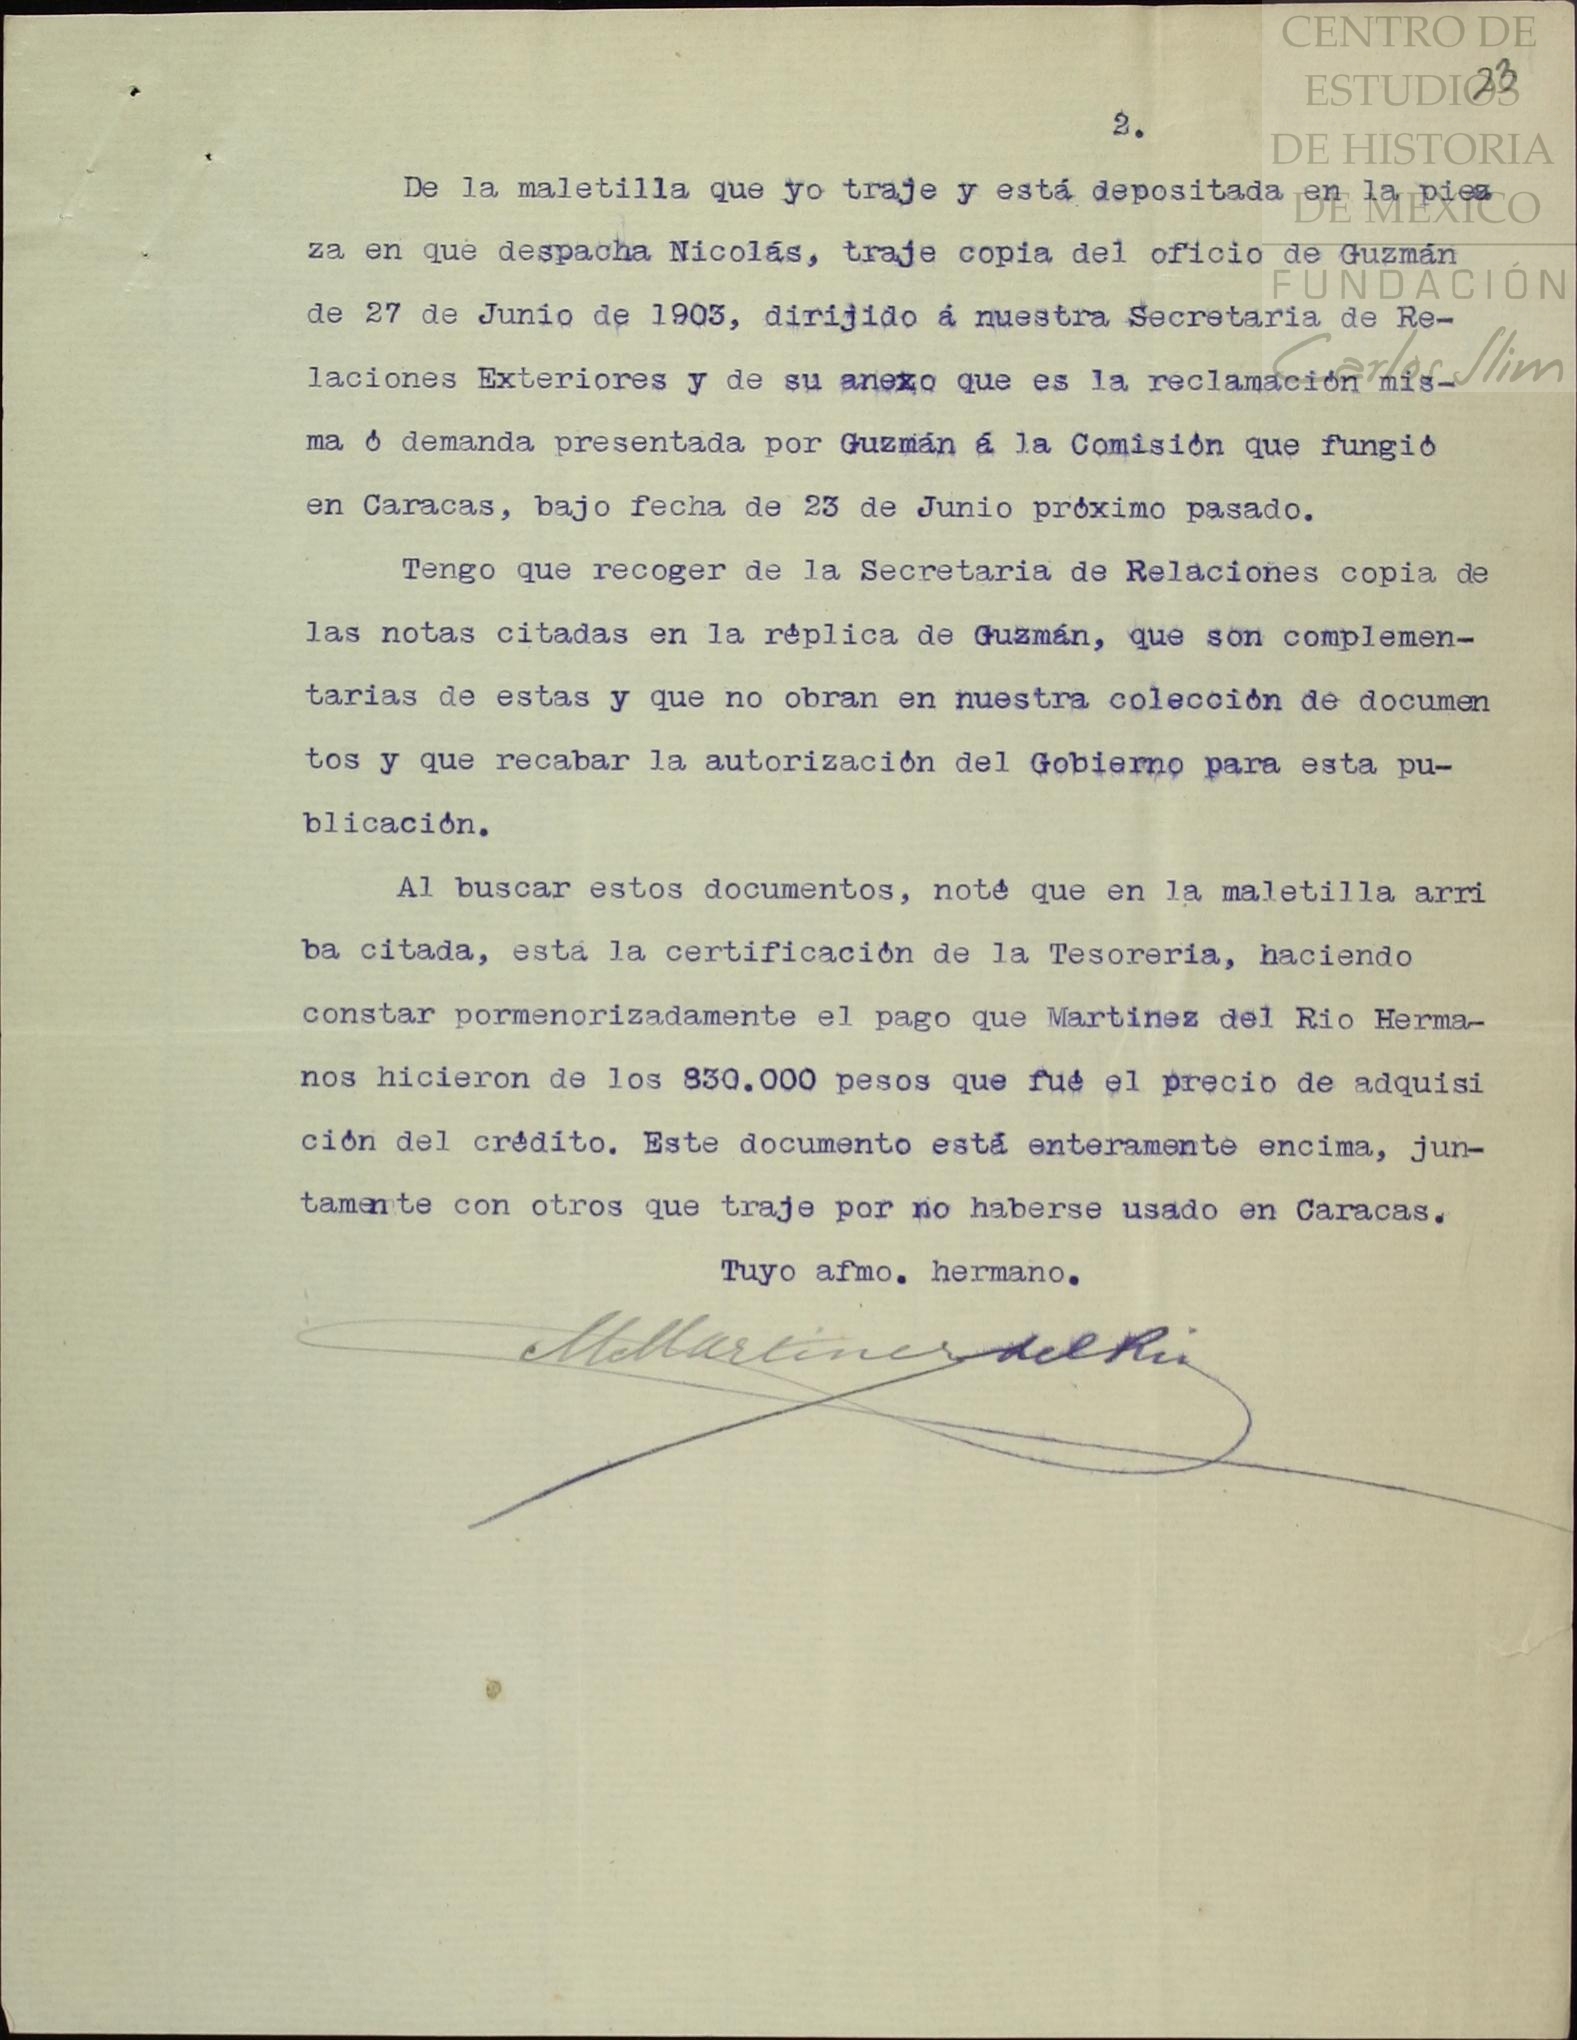 CENTRO DE
ESTUDIOS
DE HISTORIA
DE MEXICO
FUNDACIÓN
Carlos Slim
23
2.
De la maletilla que yo traje y está depositada en la piez
za en que despacha Nicolás, traje copia del oficio de Guzmán
de 27 de Junio de 1903, dirijido á nuestra Secretaria de Re-
laciones Exteriores y de su anexo que es la reclamación mis-
ma ó demanda presentada por Guzmán á la Comisión que fungió
en Caracas, bajo fecha de 23 de Junio próximo pasado.
Tengo que recoger de la Secretaria de Relaciones copia de
las notas citadas en la réplica de Guzmán, que son complemen-
tarias de estas y que no obran en nuestra colección de documen
tos y que recabar la autorización del Gobierno para esta pu-
blicación.
Al buscar estos documentos, noté que en la maletilla arri
ba citada, está la certificación de la Tesoreria, haciendo
constar pormenorizadamente el pago que Martinez del Rio Herma-
nos hicieron de los 830.000 pesos que fué el precio de adquisi
ción del crédito. Este documento está enteramente encima, jun-
tamente con otros que traje por no haberse usado en Caracas.
Tuyo afmo. hermano.
M Martinez del Rio